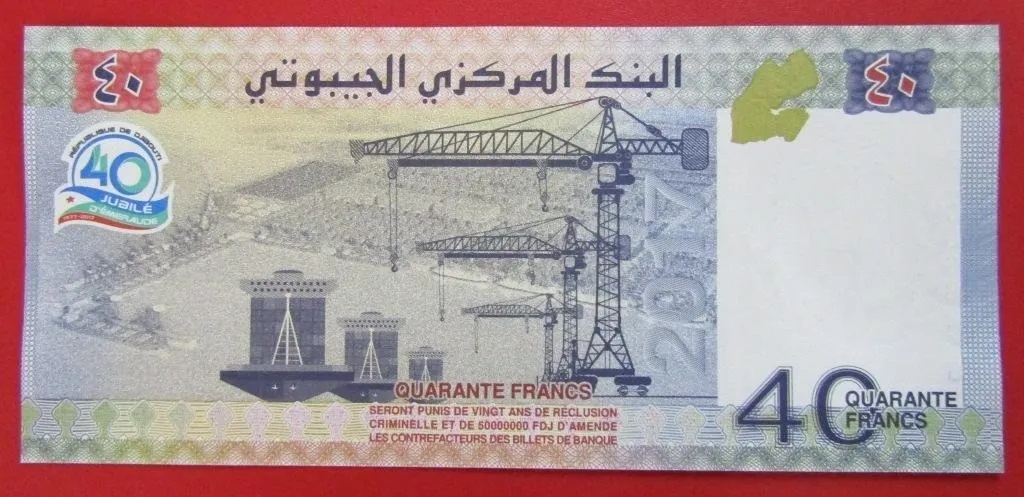 ٤٠
البنك المركزي الجيبوتي
٤٠
RÉPUBLIQUE DE DJIBOUTI
40
JUBILÉ
D'ÉMERAUDE
1977-2017
2017
QUARANTE FRANCS
SERONT PUNIS DE VINGT ANS DE RÉCLUSION
CRIMINELLE ET DE 50000000 FDJ D'AMENDE
LES CONTREFACTEURS DES BILLETS DE BANQUE
40
QUARANTE
FRANCS